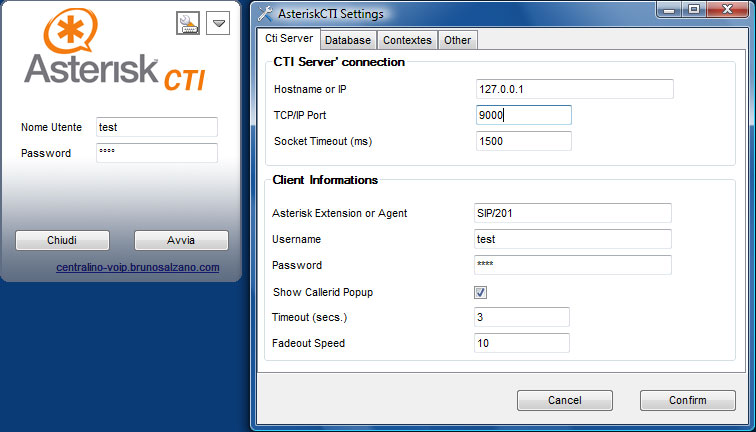 Asterisk™
CTI
Nome Utente test
Password ****
Chiudi Avvia
centralino-voip.brunosalzano.com
AsteriskCTI Settings
Cti Server Database Contextes Other
CTI Server' connection
Hostname or IP 127.0.0.1
TCP/IP Port 9000
Socket Timeout (ms) 1500
Client Informations
Asterisk Extension or Agent SIP/201
Username test
Password ****
Show Callerid Popup
Timeout (secs.) 3
Fadeout Speed 10
Cancel Confirm